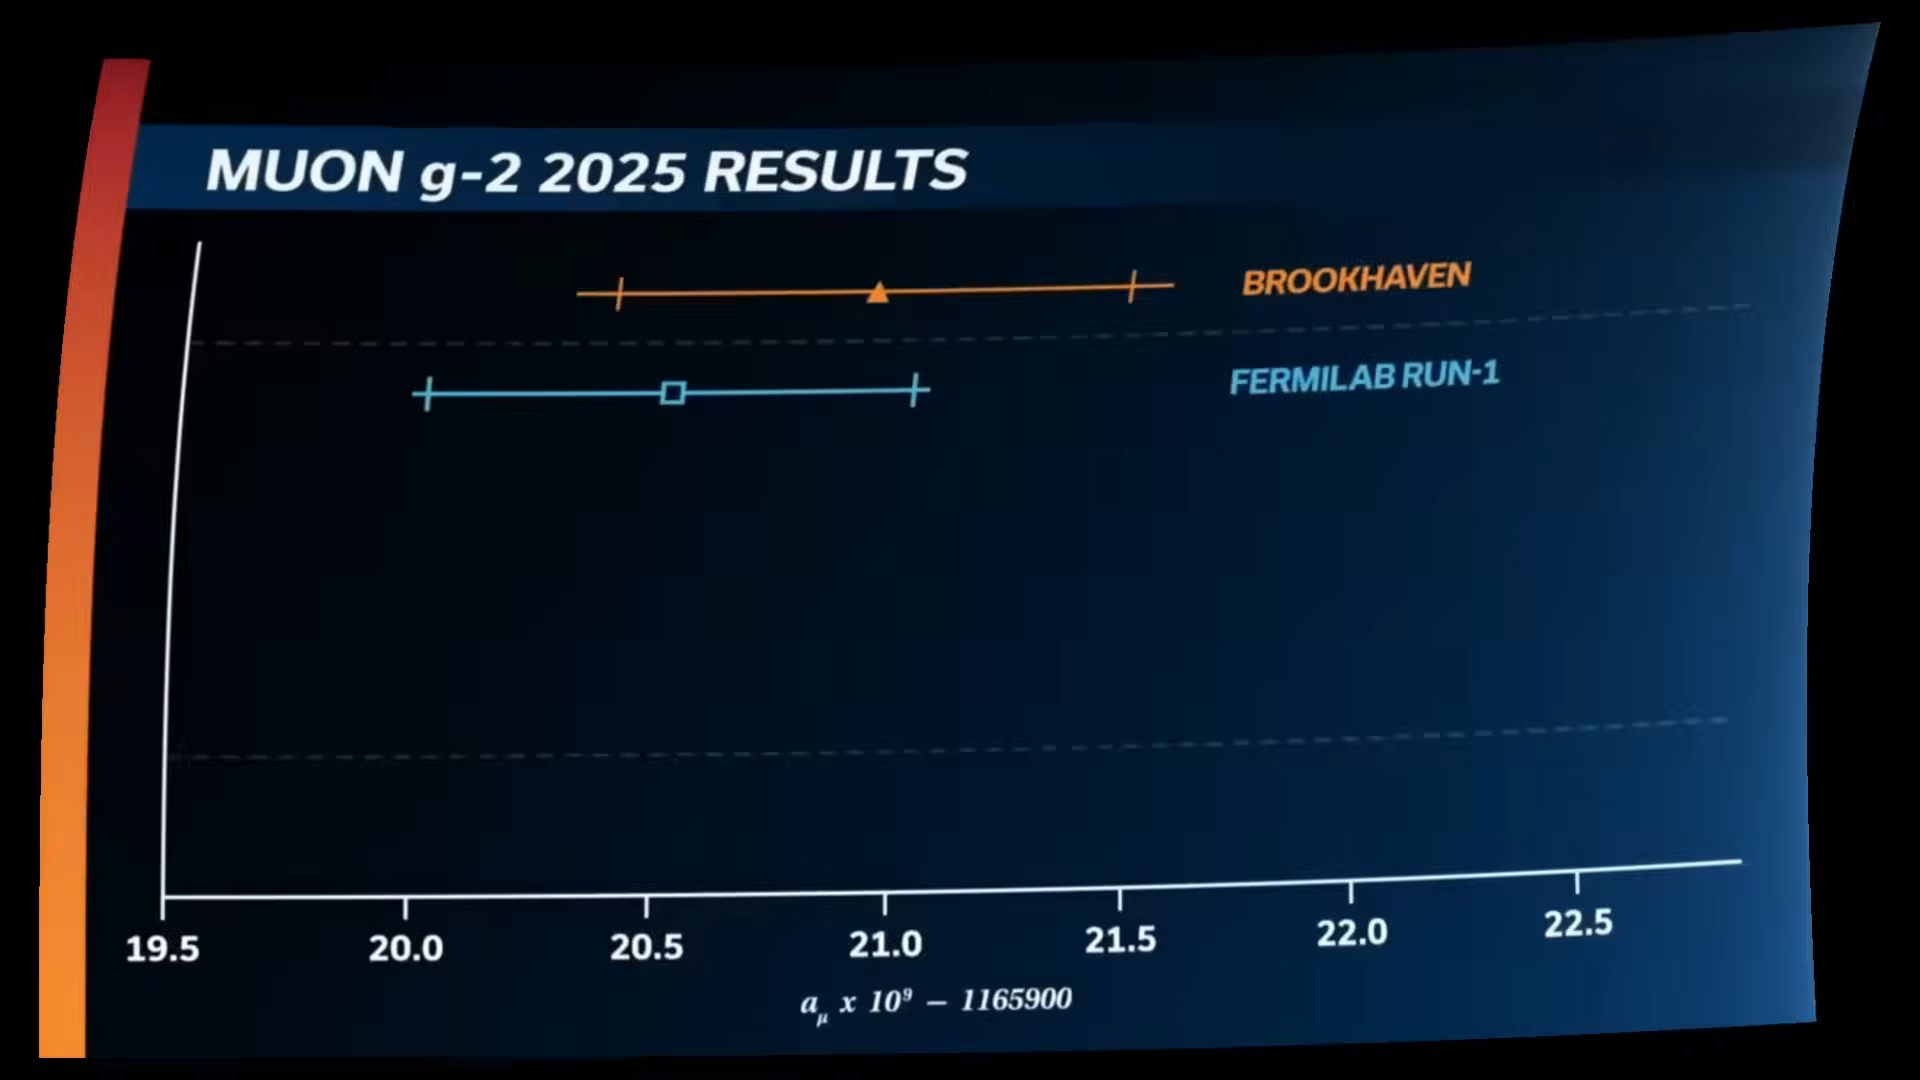 MUON g-2 2025 RESULTS
BROOKHAVEN
FERMILAB RUN-1
19.5 20.0 20.5 21.0 21.5 22.0 22.5
aμ x 10⁹ – 1165900